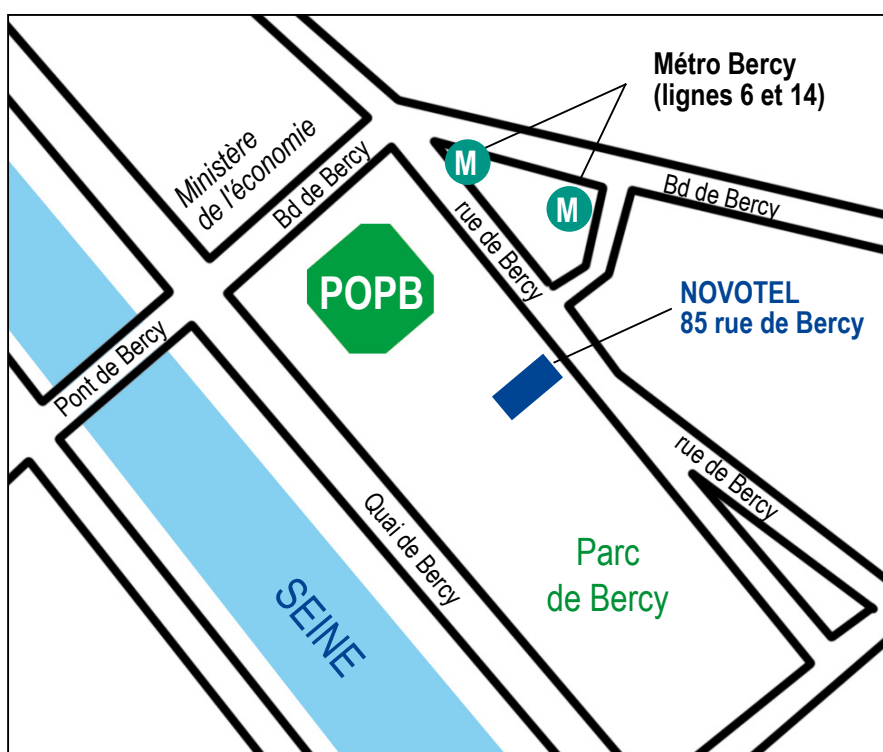 Métro Bercy
(lignes 6 et 14)
Ministère
de l'économie
Bd de Bercy
M
M
rue de Bercy
Bd de Bercy
POPB
NOVOTEL
85 rue de Bercy
Pont de Bercy
rue de Bercy
Quai de Bercy
Parc
de Bercy
SEINE